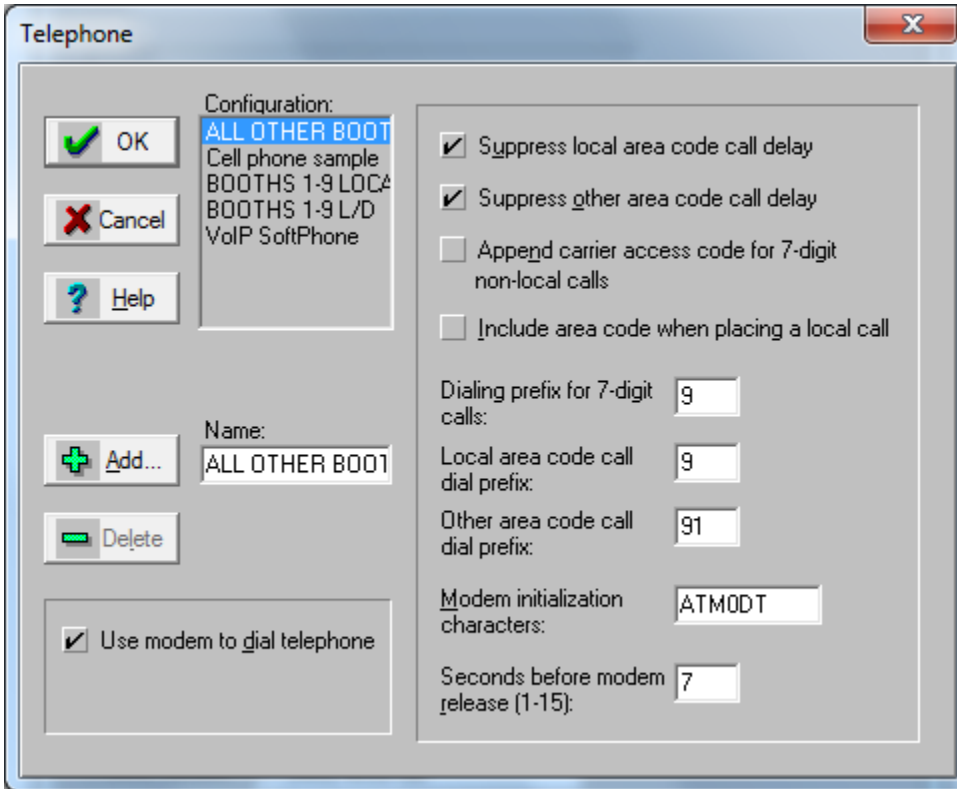 Telephone
OK
Cancel
Help
Configuration:
ALL OTHER BOOT
Cell phone sample
BOOTHS 1-9 LOCA
BOOTHS 1-9 L/D
VoIP SoftPhone
Add...
Name:
ALL OTHER BOOT
Delete
Use modem to dial telephone
Suppress local area code call delay
Suppress other area code call delay
Append carrier access code for 7-digit
non-local calls
Include area code when placing a local call
Dialing prefix for 7-digit
calls:
9
Local area code call
dial prefix:
9
Other area code call
dial prefix:
91
Modem initialization
characters:
ATM0DT
Seconds before modem
release (1-15):
7